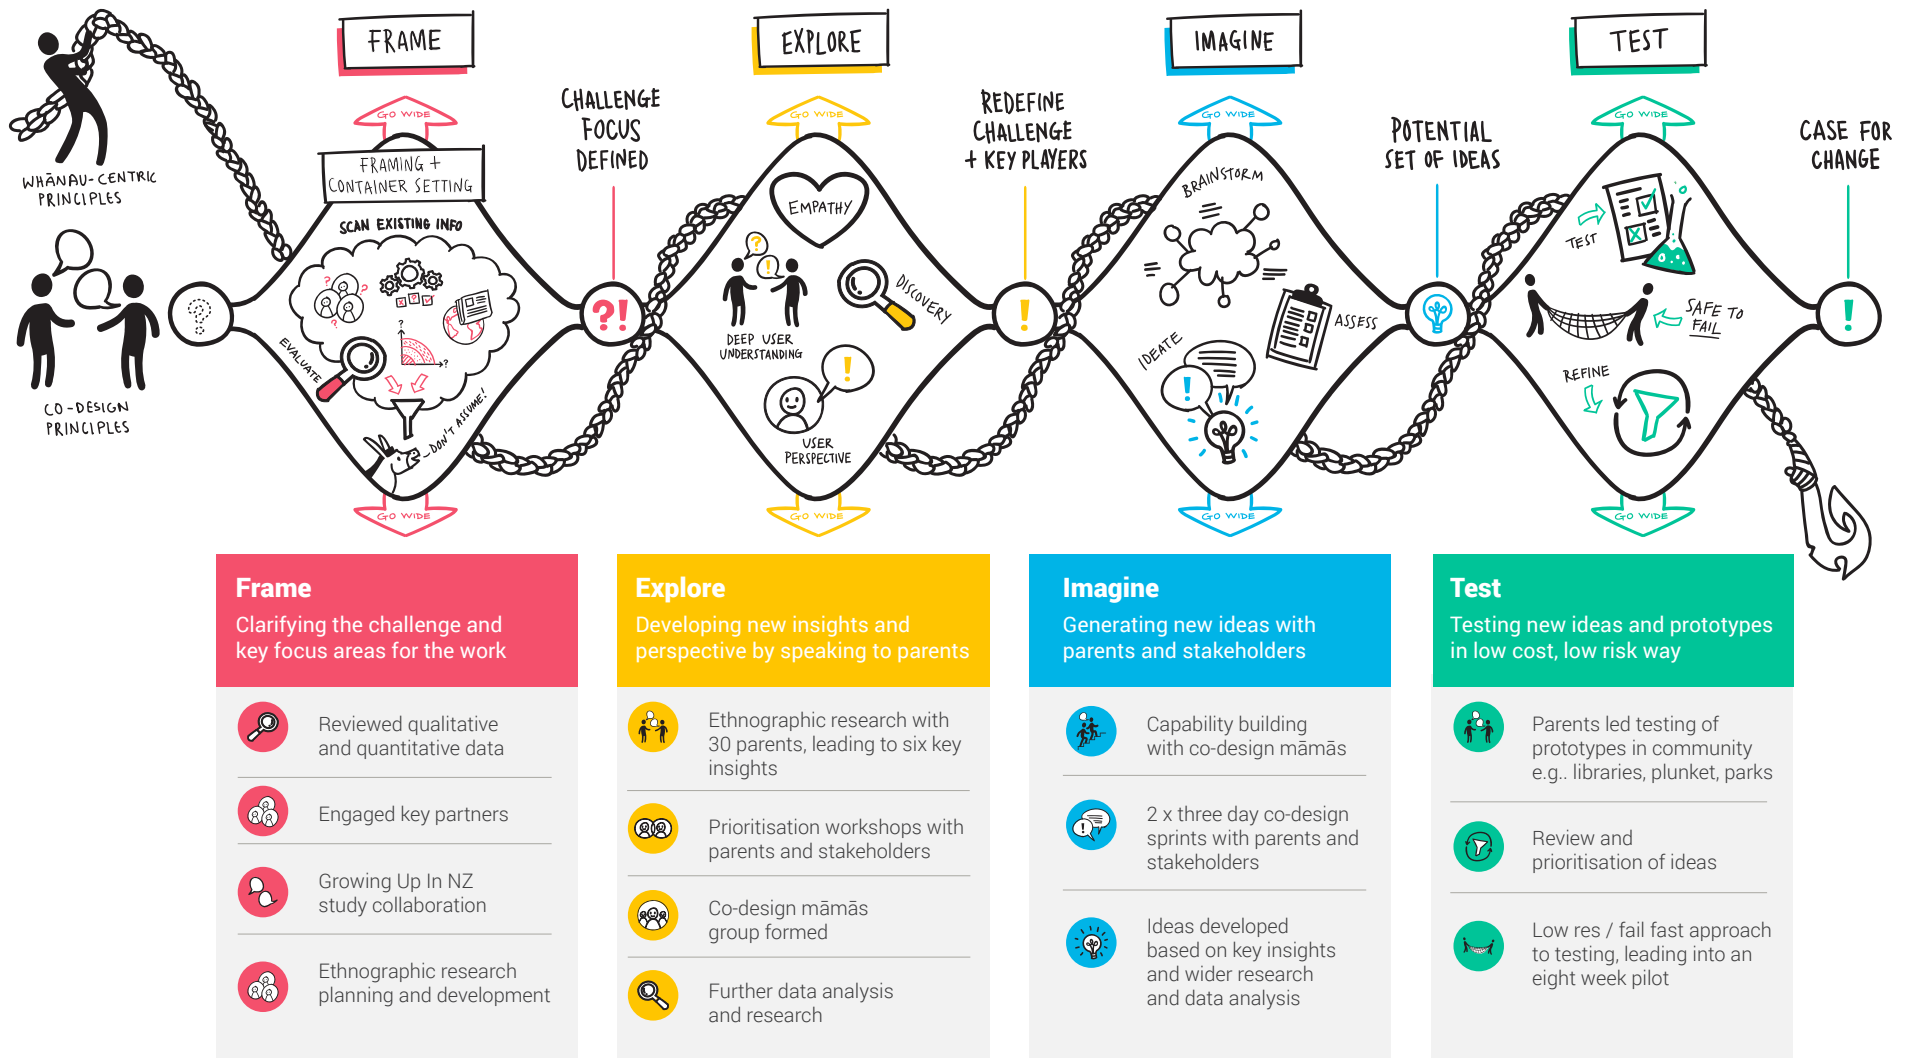 FRAME
EXPLORE
IMAGINE
TEST
WHĀNAU-CENTRIC
PRINCIPLES
CO-DESIGN
PRINCIPLES
?
GO WIDE
FRAMING +
CONTAINER SETTING
SCAN EXISTING INFO
EVALUATE
DON'T ASSUME!
GO WIDE
CHALLENGE
FOCUS
DEFINED
?!
GO WIDE
EMPATHY
DISCOVERY
DEEP USER
UNDERSTANDING
USER
PERSPECTIVE
GO WIDE
REDEFINE
CHALLENGE
+ KEY PLAYERS
!
GO WIDE
BRAINSTORM
ASSESS
IDEATE
GO WIDE
POTENTIAL
SET OF IDEAS
GO WIDE
TEST
SAFE TO
FAIL
REFINE
GO WIDE
CASE FOR
CHANGE
!
Frame
Clarifying the challenge and
key focus areas for the work
Reviewed qualitative
and quantitative data
Engaged key partners
Growing Up In NZ
study collaboration
Ethnographic research
planning and development
Explore
Developing new insights and
perspective by speaking to parents
Ethnographic research with
30 parents, leading to six key
insights
Prioritisation workshops with
parents and stakeholders
Co-design māmās
group formed
Further data analysis
and research
Imagine
Generating new ideas with
parents and stakeholders
Capability building
with co-design māmās
2 x three day co-design
sprints with parents and
stakeholders
Ideas developed
based on key insights
and wider research
and data analysis
Test
Testing new ideas and prototypes
in low cost, low risk way
Parents led testing of
prototypes in community
e.g.. libraries, plunket, parks
Review and
prioritisation of ideas
Low res / fail fast approach
to testing, leading into an
eight week pilot